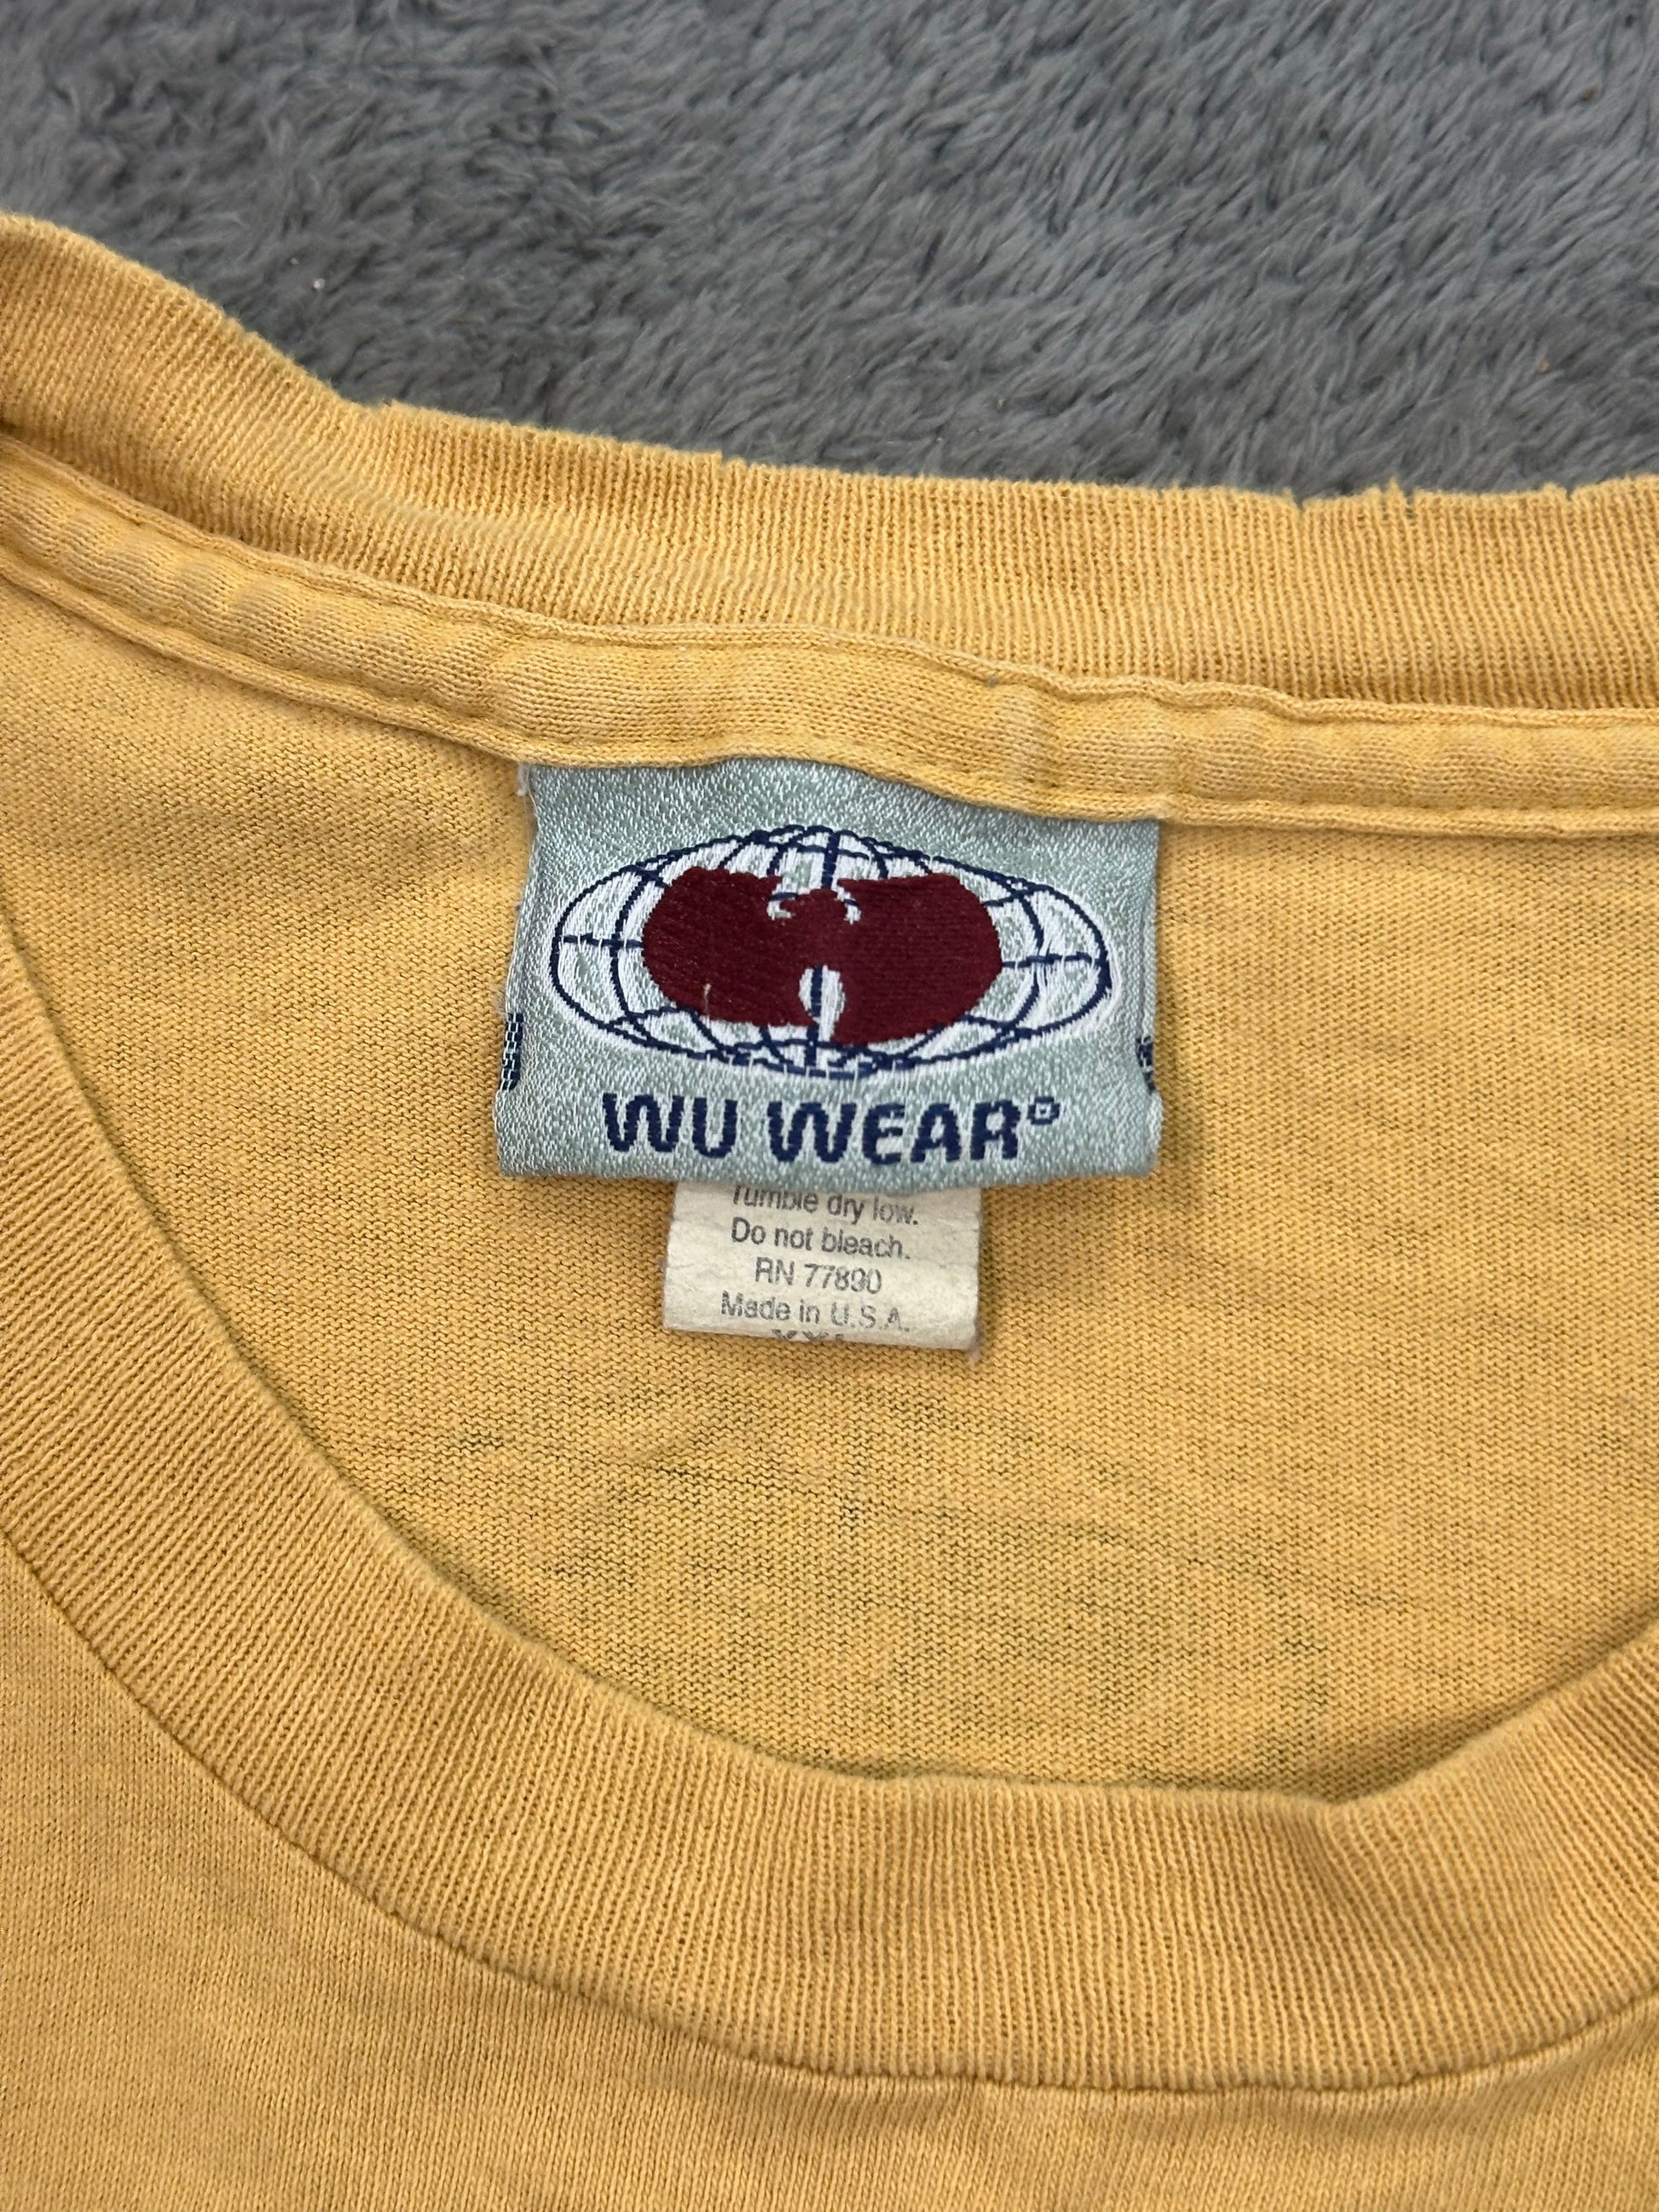 WU WEAR®
Tumble dry low.
Do not bleach.
RN 77890
Made in U.S.A.